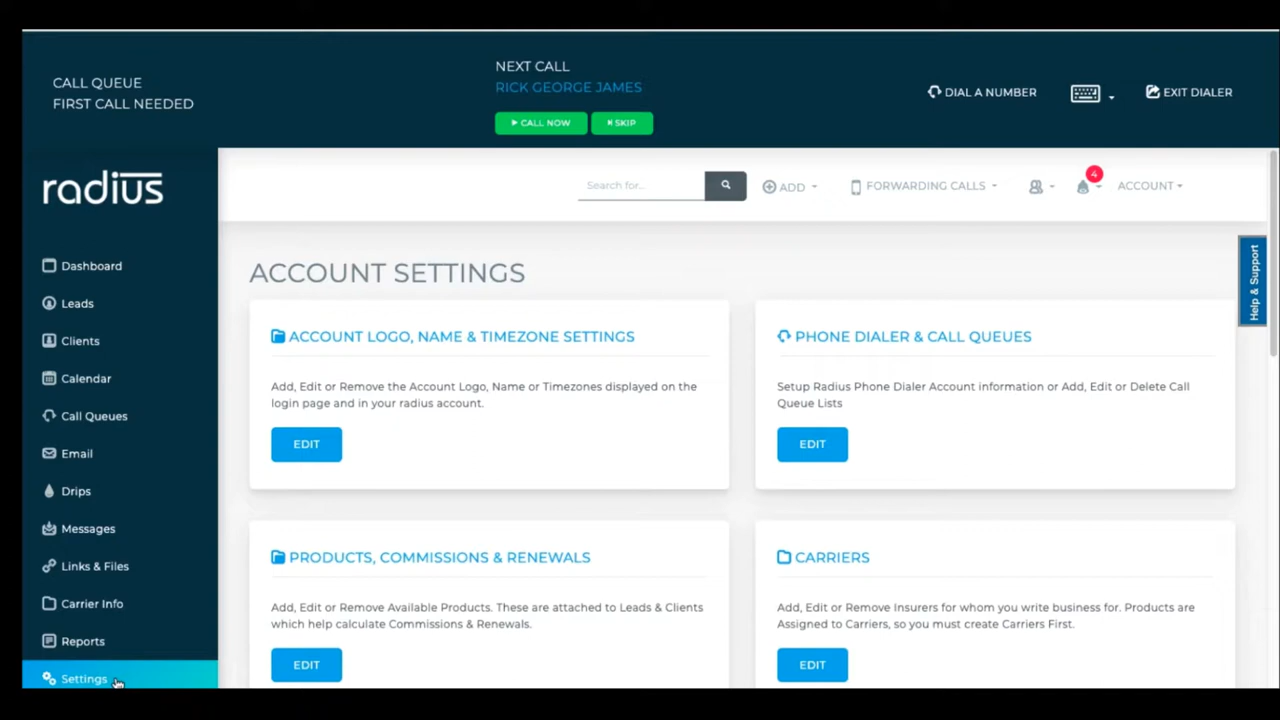 CALL QUEUE
FIRST CALL NEEDED
NEXT CALL
RICK GEORGE JAMES
CALL NOW
SKIP
DIAL A NUMBER
EXIT DIALER
radius
Search for...
ADD
FORWARDING CALLS
4
ACCOUNT
Dashboard
Leads
Clients
Calendar
Call Queues
Email
Drips
Messages
Links & Files
Carrier Info
Reports
Settings
ACCOUNT SETTINGS
ACCOUNT LOGO, NAME & TIMEZONE SETTINGS
Add, Edit or Remove the Account Logo, Name or Timezones displayed on the
login page and in your radius account.
EDIT
PHONE DIALER & CALL QUEUES
Setup Radius Phone Dialer Account information or Add, Edit or Delete Call
Queue Lists
EDIT
PRODUCTS, COMMISSIONS & RENEWALS
Add, Edit or Remove Available Products. These are attached to Leads & Clients
which help calculate Commissions & Renewals.
EDIT
CARRIERS
Add, Edit or Remove Insurers for whom you write business for. Products are
Assigned to Carriers, so you must create Carriers First.
EDIT
Help & Support